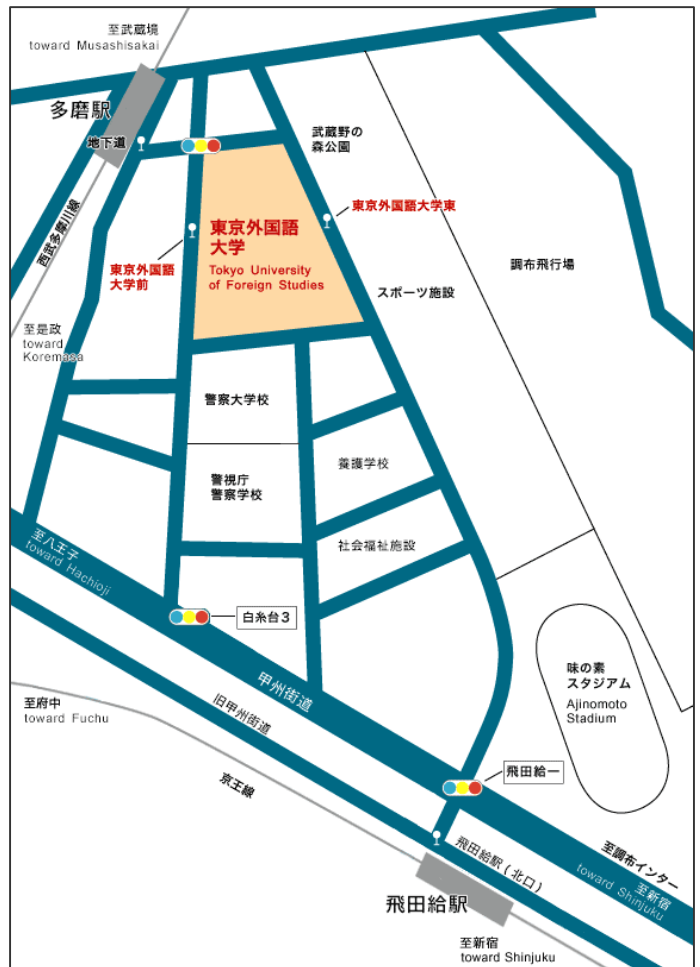 至武蔵境
toward Musashisakai
多磨駅
地下道
武蔵野の
森公園
東京外国語大学東
東京外国語
大学
Tokyo University
of Foreign Studies
東京外国語
大学前
西武多摩川線
調布飛行場
スポーツ施設
至是政
toward
Koremasa
警察大学校
養護学校
警視庁
警察学校
社会福祉施設
至八王子
toward Hachioji
白糸台3
味の素
スタジアム
Ajinomoto
Stadium
甲州街道
至府中
toward Fuchu
旧甲州街道
飛田給一
京王線
飛田給駅(北口)
至調布インター
至新宿
toward Shinjuku
飛田給駅
至新宿
toward Shinjuku